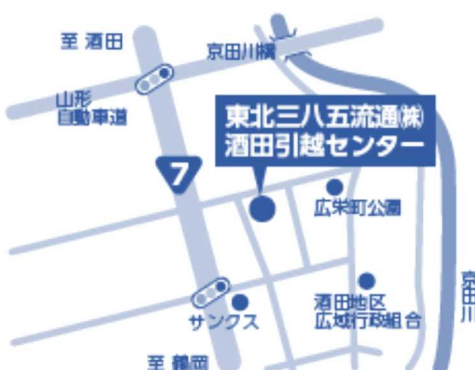 至 酒田
京田川橋
山形
自動車道
東北三八五流通㈱
酒田引越センター
7
広栄町公園
サンクス
酒田地区
広域行政組合
京田川
至 鶴岡